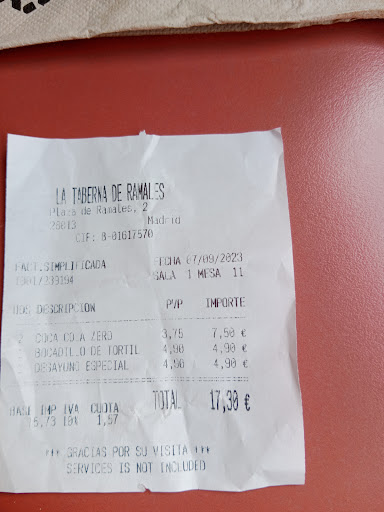 LA TABERNA DE RAMALES
Plaza de Ramales, 2
28013 Madrid
CIF: B-01617570
FACT.SIMPLIFICADA FECHA 07/09/2023
SALA 1 MESA 11
UDS DESCRIPCION PVP IMPORTE
2 COCA COLA ZERO 3,75 7,50 €
BOCADILLO DE TORTIL 4,90 4,90 €
DESAYUNO ESPECIAL 4,90 4,90 €
BASE IMP IVA CUOTA TOTAL 17,30 €
15,73 10% 1,57
*** GRACIAS POR SU VISITA ***
SERVICES IS NOT INCLUDED